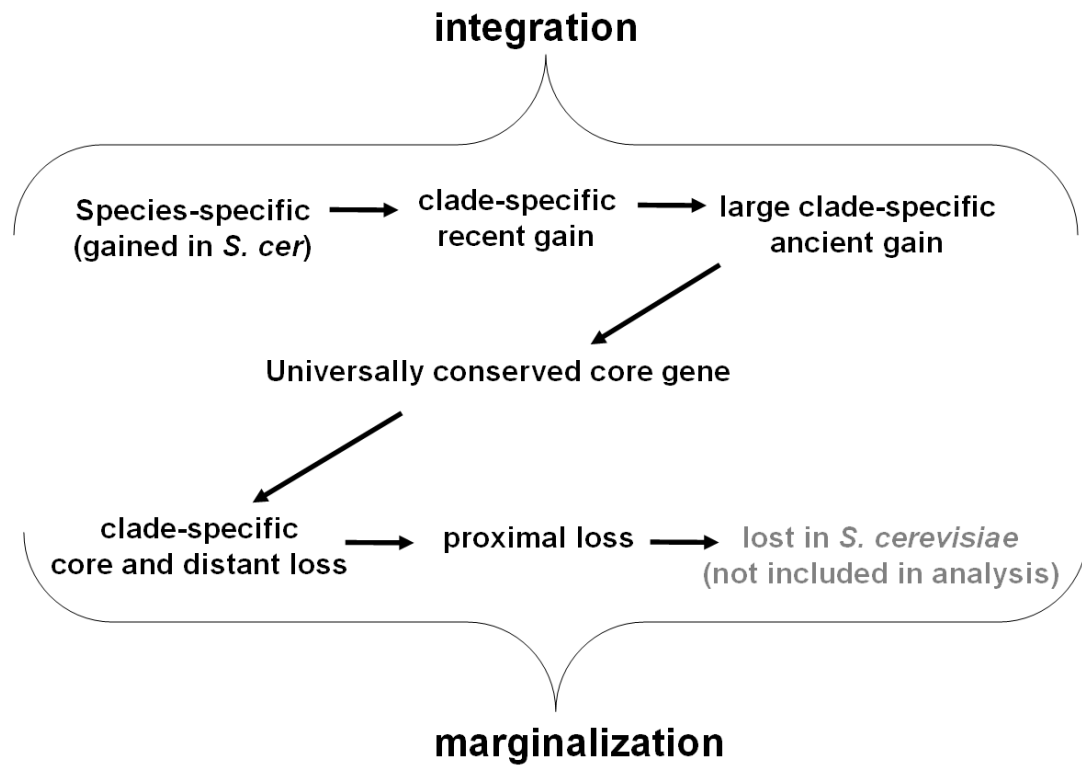 integration
Species-specific
(gained in S. cer)
clade-specific
recent gain
large clade-specific
ancient gain
Universally conserved core gene
clade-specific
core and distant loss
proximal loss
lost in S. cerevisiae
(not included in analysis)
marginalization